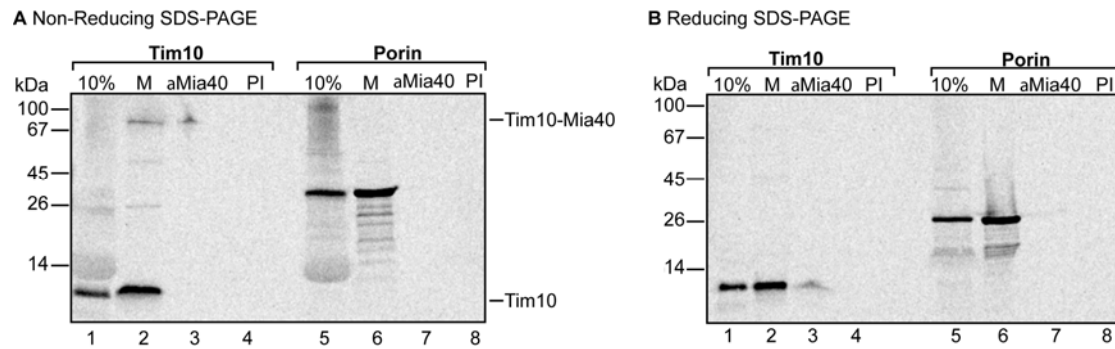 A Non-Reducing SDS-PAGE
Tim10 Porin
kDa 10% M aMia40 PI 10% M aMia40 PI
100
67
45
26
14
Tim10-Mia40
Tim10
1 2 3 4 5 6 7 8
B Reducing SDS-PAGE
Tim10 Porin
kDa 10% M aMia40 PI 10% M aMia40 PI
100
67
45
26
14
1 2 3 4 5 6 7 8